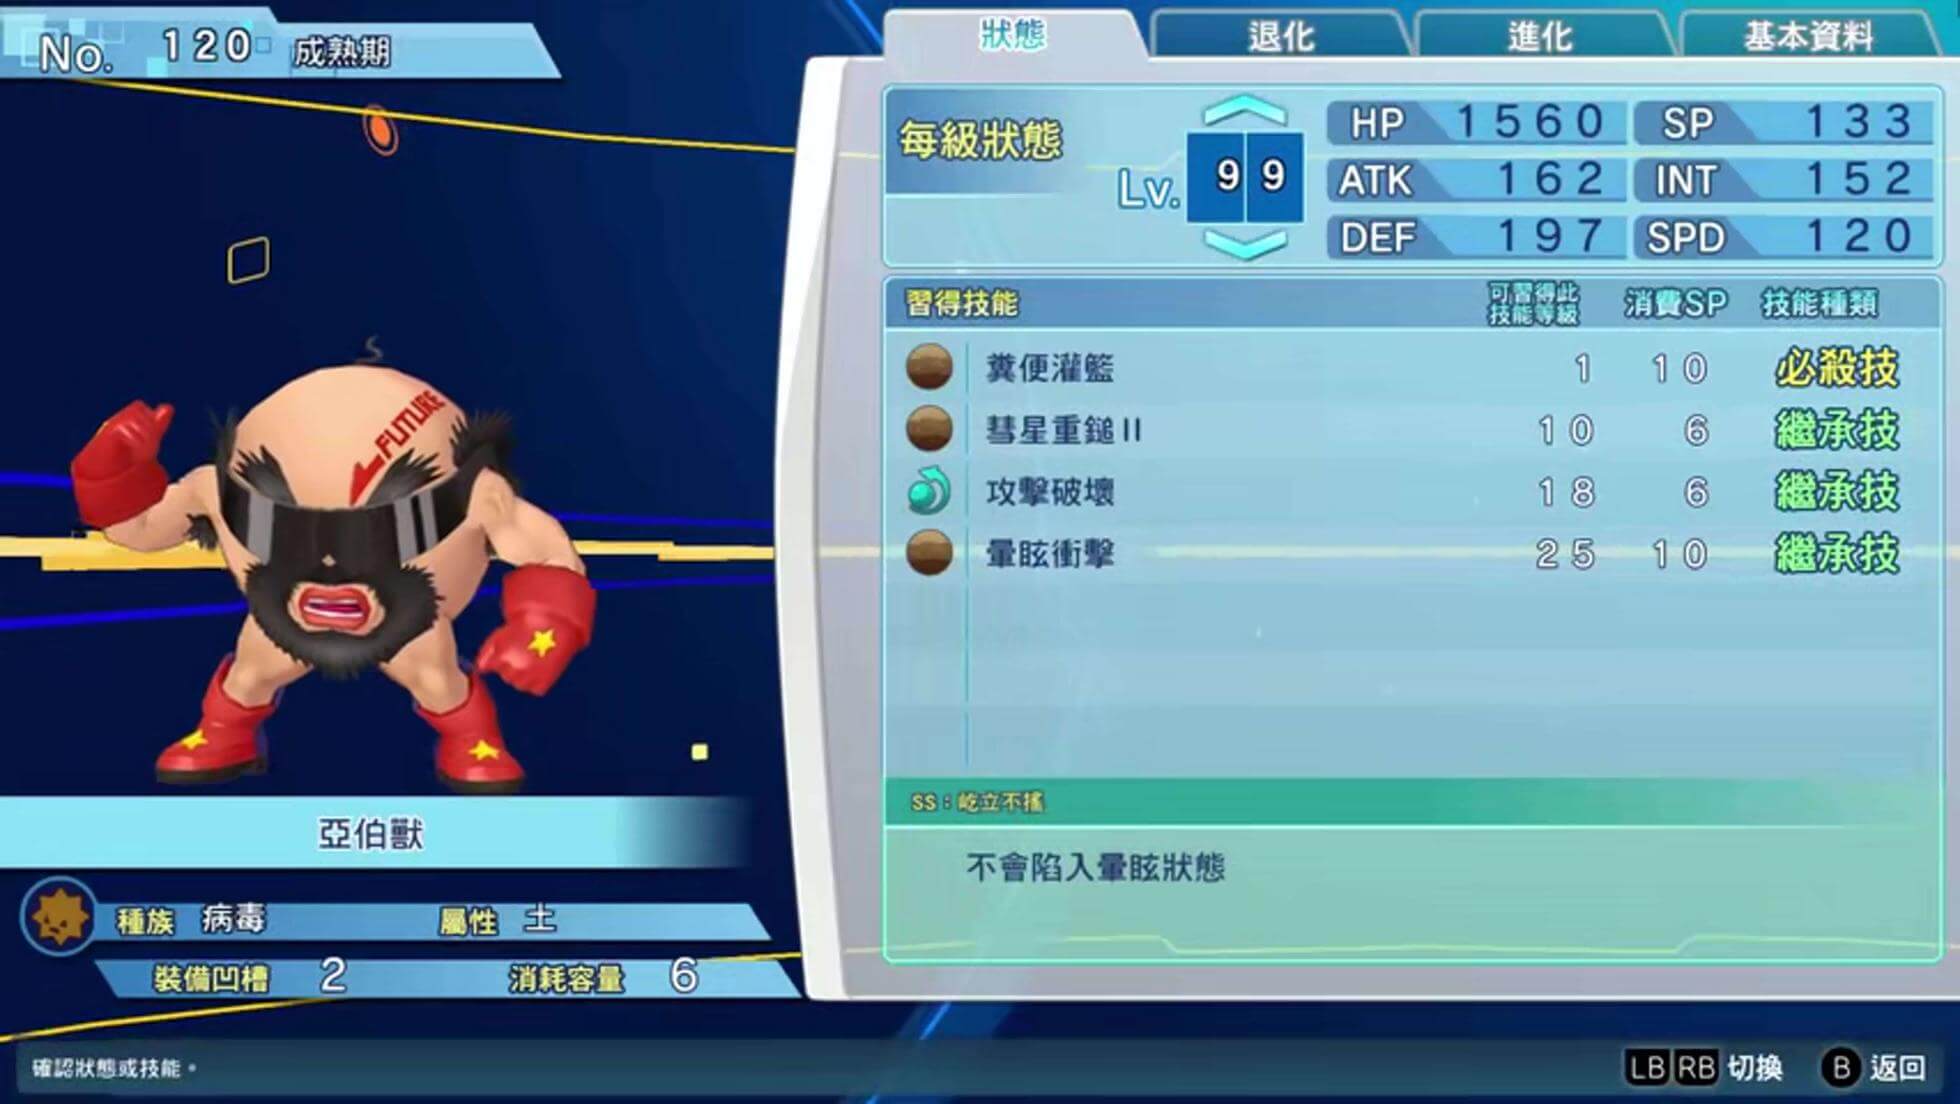 No. 120 成熟期
狀態 退化 進化 基本資料
每級狀態
Lv. 99
HP 1560 SP 133
ATK 162 INT 152
DEF 197 SPD 120
習得技能 可習得此技能等級 消費SP 技能種類
糞便灌籃 1 10 必殺技
彗星重鎚II 10 6 繼承技
攻擊破壞 18 6 繼承技
暈眩衝擊 25 10 繼承技
SS：屹立不搖
不會陷入暈眩狀態
FUTURE
亞伯獸
種族 病毒 屬性 土
裝備凹槽 2 消耗容量 6
確認狀態或技能。
LB RB 切換 B 返回